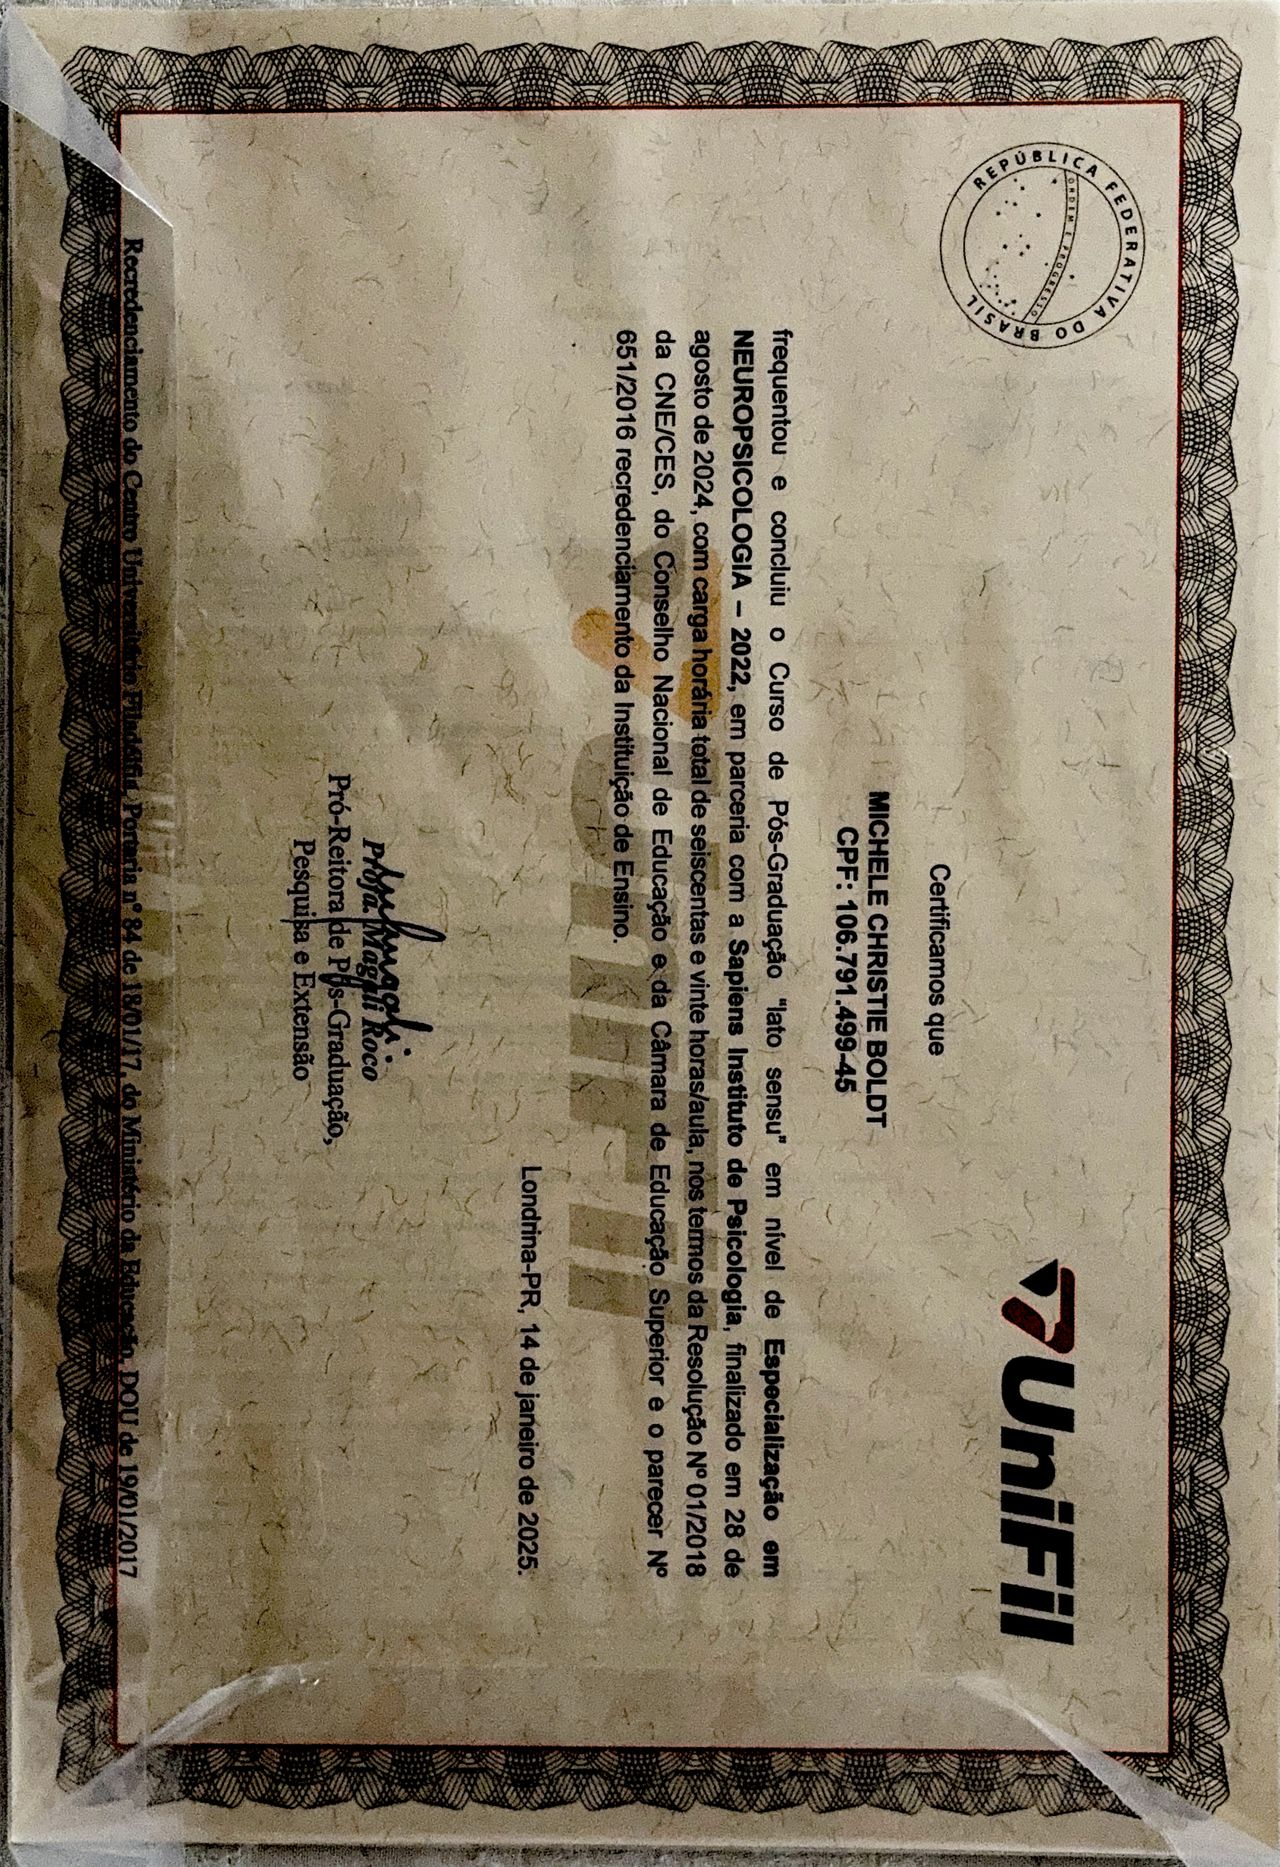 REPÚBLICA FEDERATIVA DO BRASIL
ORDEM E PROGRESSO
UniFil
Certificamos que
MICHELE CHRISTIE BOLDT
CPF: 106.791.499-45
frequentou e concluiu o Curso de Pós-Graduação "lato sensu" em nível de Especialização em
NEUROPSICOLOGIA – 2022, em parceria com a Sapiens Instituto de Psicologia, finalizado em 28 de
agosto de 2024, com carga horária total de seiscentas e vinte horas/aula, nos termos da Resolução Nº 01/2018
da CNE/CES, do Conselho Nacional de Educação e da Câmara de Educação Superior e o parecer Nº
651/2016 recredenciamento da Instituição de Ensino.
UniFil
Londrina-PR, 14 de janeiro de 2025.
Profa. Magali Roco
Pró-Reitora de Pós-Graduação,
Pesquisa e Extensão
Recredenciamento do Centro Universitário Filadélfia, Portaria nº 84 de 18/01/17, do Ministério da Educação, DOU de 19/01/2017